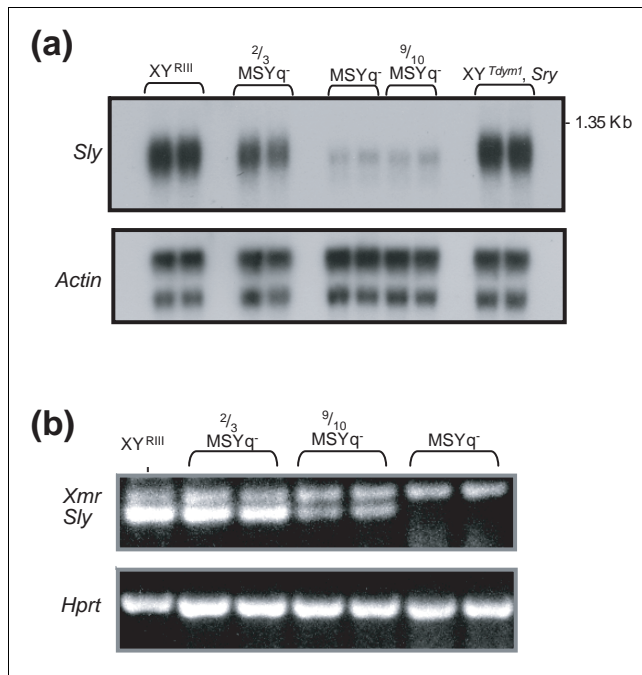 (a)
XY RIII
2/3 MSYq-
MSYq-
9/10 MSYq-
XY Tdym1, Sry
- 1.35 Kb
Sly
Actin
(b)
XY RIII
2/3 MSYq-
9/10 MSYq-
MSYq-
Xmr
Sly
Hprt